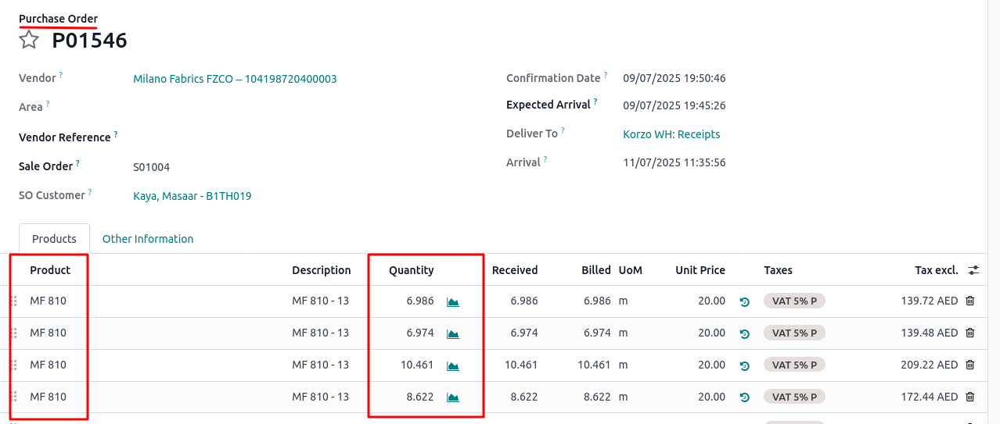 Purchase Order
P01546
Vendor ? Milano Fabrics FZCO – 104198720400003
Confirmation Date ? 09/07/2025 19:50:46
Area ?
Expected Arrival ? 09/07/2025 19:45:26
Vendor Reference ?
Deliver To ? Korzo WH: Receipts
Sale Order ? S01004
Arrival ? 11/07/2025 11:35:56
SO Customer ? Kaya, Masaar - B1TH019
Products Other Information
Product Description Quantity Received Billed UoM Unit Price Taxes Tax excl.
MF 810 MF 810 - 13 6.986 6.986 6.986 m 20.00 VAT 5% P 139.72 AED
MF 810 MF 810 - 13 6.974 6.974 6.974 m 20.00 VAT 5% P 139.48 AED
MF 810 MF 810 - 13 10.461 10.461 10.461 m 20.00 VAT 5% P 209.22 AED
MF 810 MF 810 - 13 8.622 8.622 8.622 m 20.00 VAT 5% P 172.44 AED